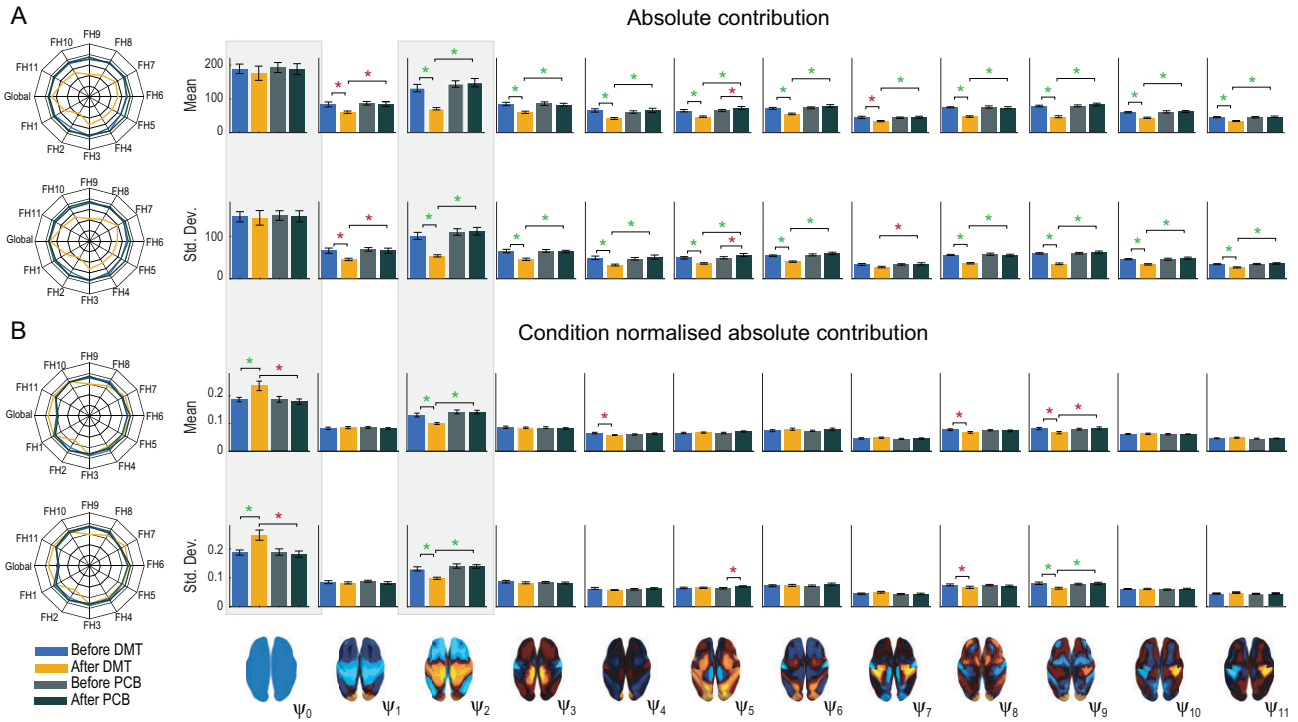 A
Absolute contribution
FH9
FH10
FH8
FH11
FH7
Global
FH6
FH1
FH5
FH2
FH4
FH3
Mean
200
100
0
FH9
FH10
FH8
FH11
FH7
Global
FH6
FH1
FH5
FH2
FH4
FH3
Std. Dev.
100
0
* * * * * * * * * * * * * * * * * * * * * * *
* * * * * * * * * * * * * * * * * * * * * *
B
Condition normalised absolute contribution
FH9
FH10
FH8
FH11
FH7
Global
FH6
FH1
FH5
FH2
FH4
FH3
Mean
0.2
0.1
0
* * * * * * * *
FH9
FH10
FH8
FH11
FH7
Global
FH6
FH1
FH5
FH2
FH4
FH3
Std. Dev.
0.2
0.1
0
* * * * * * * *
Before DMT
After DMT
Before PCB
After PCB
Ψ0 Ψ1 Ψ2 Ψ3 Ψ4 Ψ5 Ψ6 Ψ7 Ψ8 Ψ9 Ψ10 Ψ11